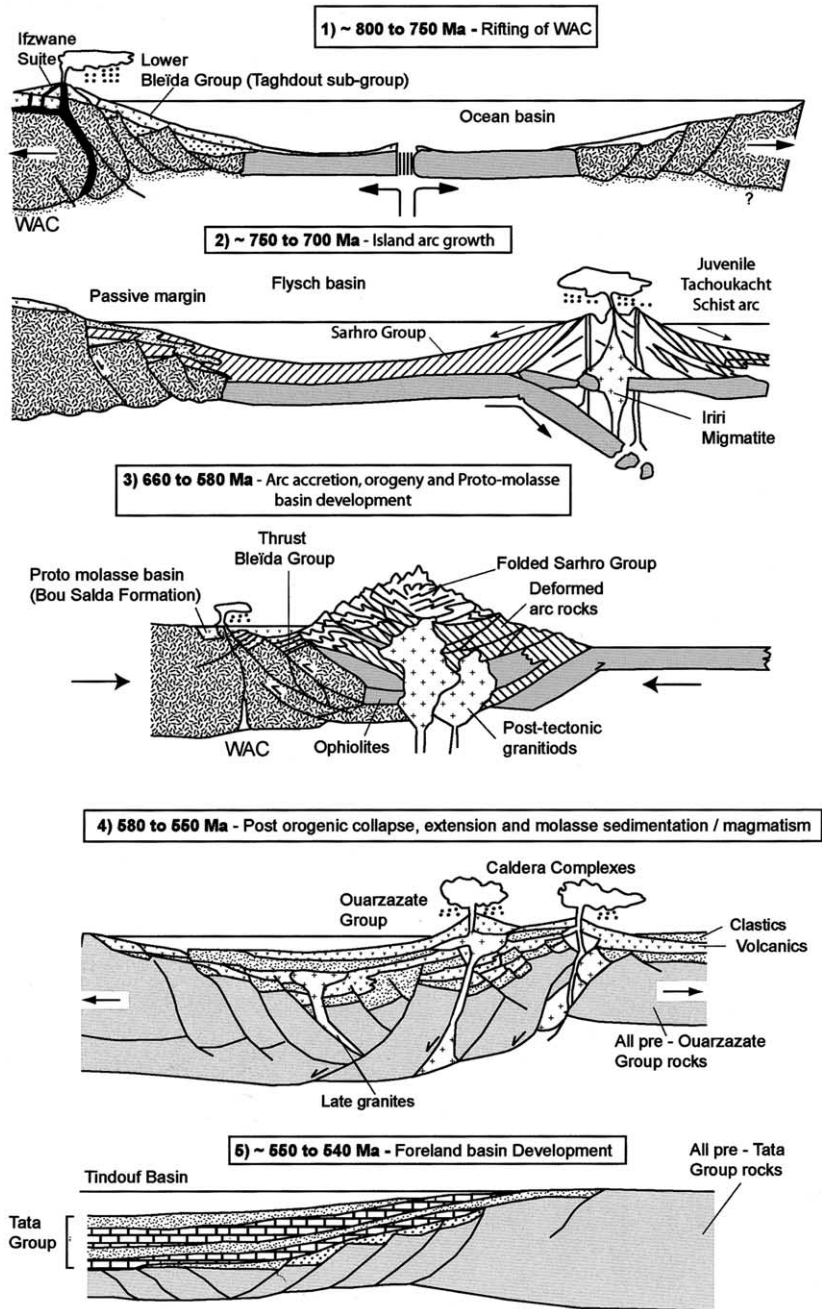 1) ~ 800 to 750 Ma - Rifting of WAC
Ifzwane
Suite
Lower
Bleïda Group (Taghdout sub-group)
Ocean basin
WAC
?
2) ~ 750 to 700 Ma - Island arc growth
Passive margin
Flysch basin
Juvenile
Tachoukacht
Schist arc
Sarhro Group
Iriri
Migmatite
3) 660 to 580 Ma - Arc accretion, orogeny and Proto-molasse
basin development
Thrust
Bleïda Group
Proto molasse basin
(Bou Salda Formation)
Folded Sarhro Group
Deformed
arc rocks
Ophiolites
WAC
Post-tectonic
granitiods
4) 580 to 550 Ma - Post orogenic collapse, extension and molasse sedimentation / magmatism
Caldera Complexes
Ouarzazate
Group
Clastics
Volcanics
All pre - Ouarzazate
Group rocks
Late granites
5) ~ 550 to 540 Ma - Foreland basin Development
Tindouf Basin
All pre - Tata
Group rocks
Tata
Group